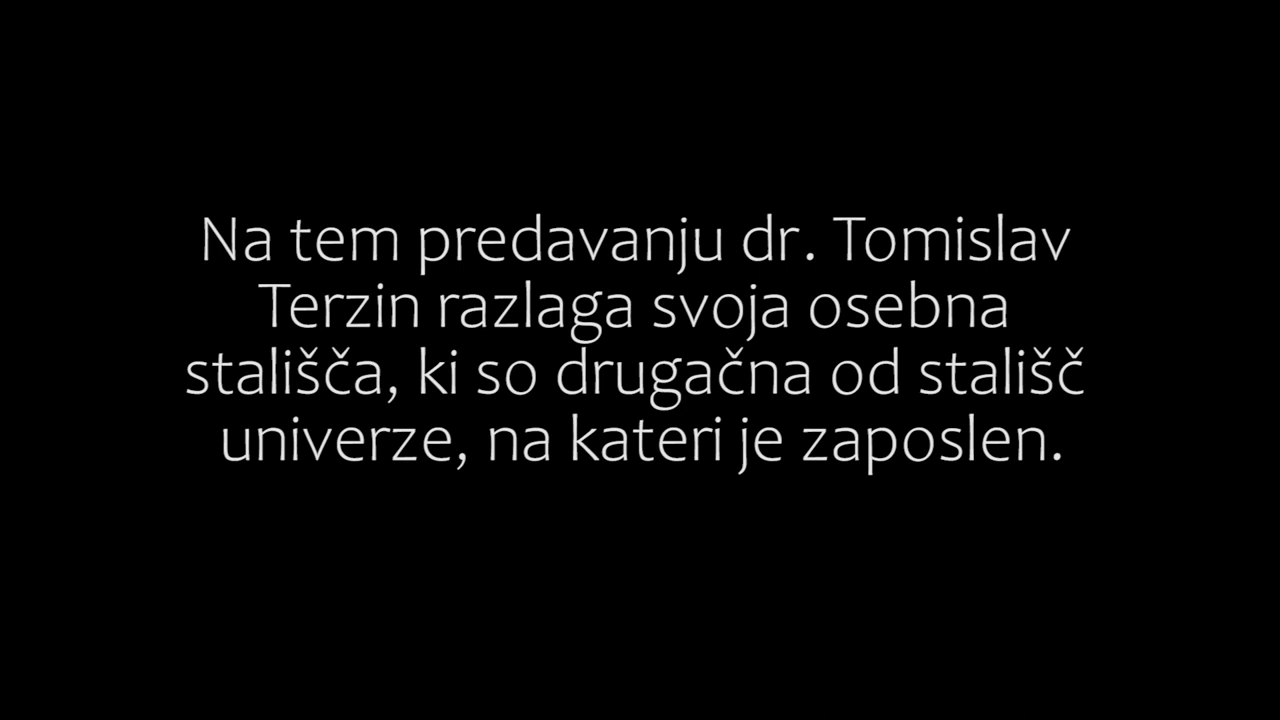 Na tem predavanju dr. Tomislav
Terzin razlaga svoja osebna
stališča, ki so drugačna od stališč
univerze, na kateri je zaposlen.